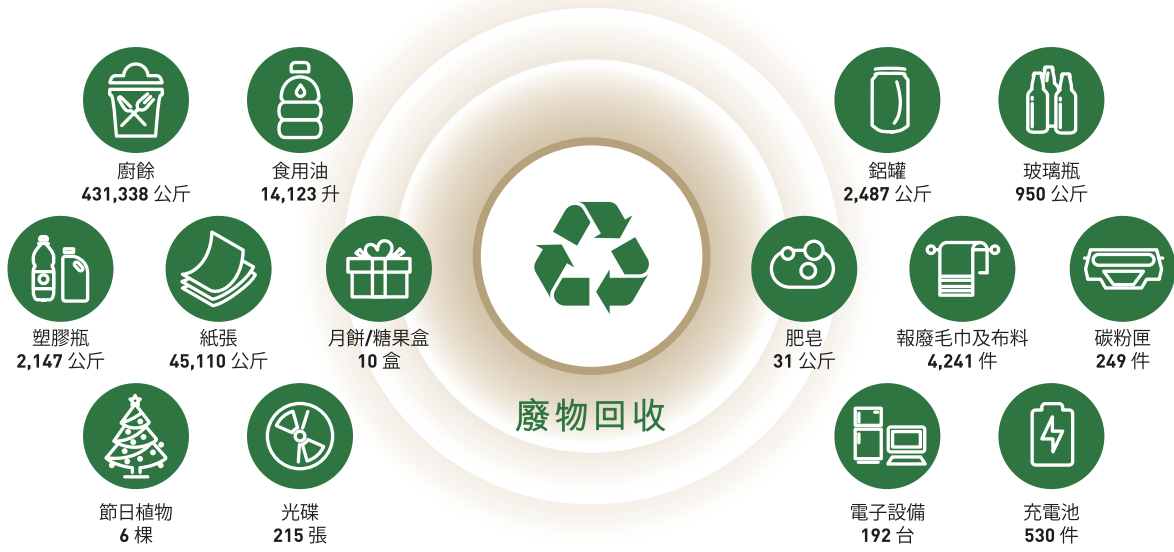 廚餘
431,338 公斤
食用油
14,123 升
鋁罐
2,487 公斤
玻璃瓶
950 公斤
塑膠瓶
2,147 公斤
紙張
45,110 公斤
月餅/糖果盒
10 盒
肥皂
31 公斤
報廢毛巾及布料
4,241 件
碳粉匣
249 件
廢物回收
節日植物
6 棵
光碟
215 張
電子設備
192 台
充電池
530 件